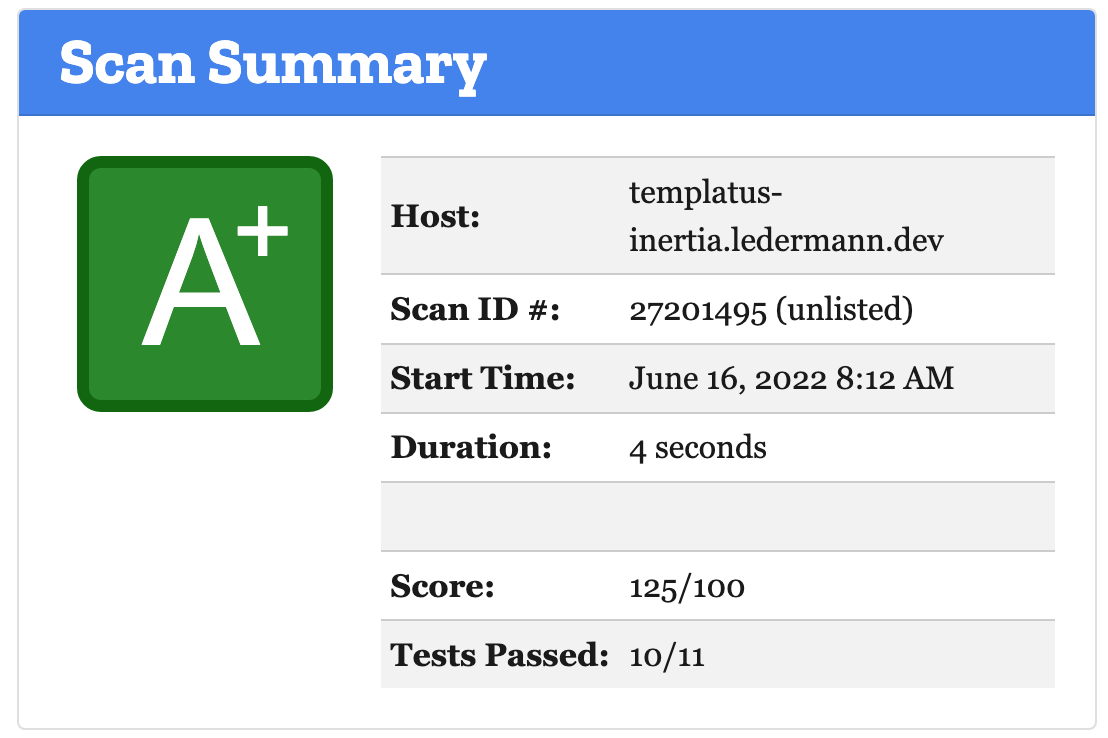 Scan Summary
A+
Host:
templatus-
inertia.ledermann.dev
Scan ID #:
27201495 (unlisted)
Start Time:
June 16, 2022 8:12 AM
Duration:
4 seconds
Score:
125/100
Tests Passed:
10/11